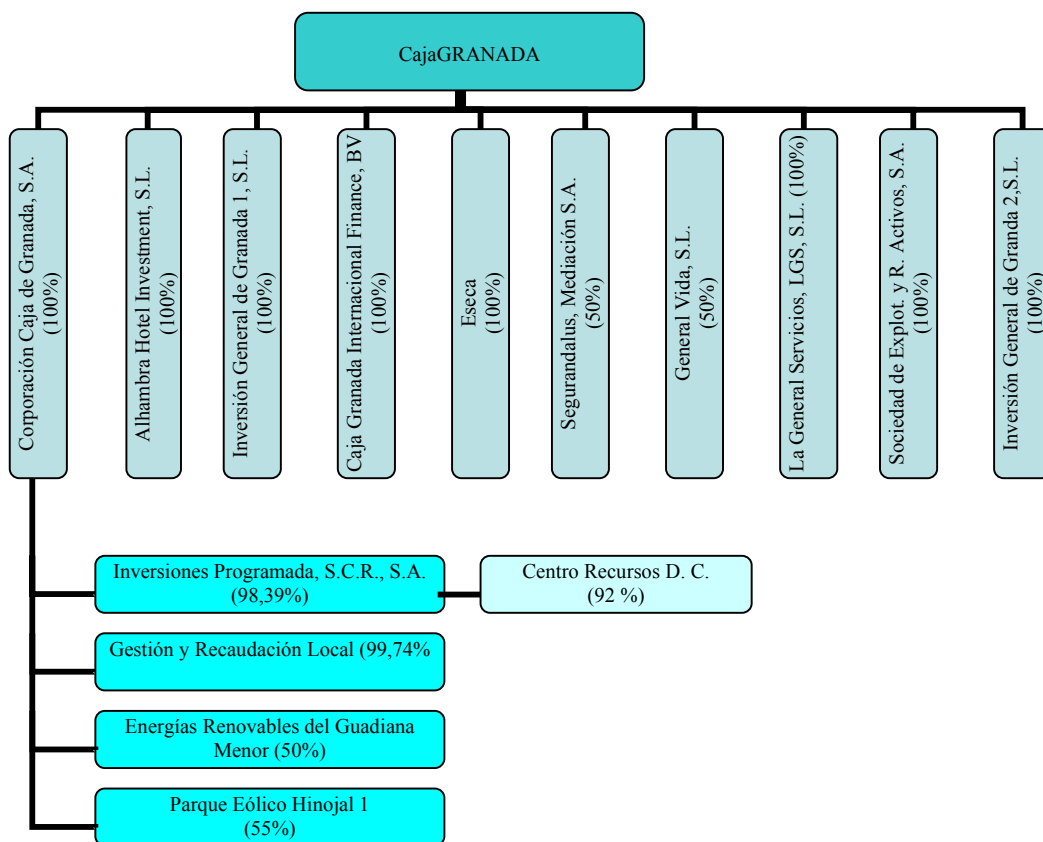 CajaGRANADA
Corporación Caja de Granada, S.A.
(100%)
Alhambra Hotel Investment, S.L.
(100%)
Inversión General de Granada 1, S.L.
(100%)
Caja Granada Internacional Finance, BV
(100%)
Eseca
(100%)
Segurandalus, Mediación S.A.
(50%)
General Vida, S.L.
(50%)
La General Servicios, LGS, S.L. (100%)
Sociedad de Explot. y R. Activos, S.A.
(100%)
Inversión General de Granda 2,S.L.
(100%)
Inversiones Programada, S.C.R., S.A.
(98,39%)
Centro Recursos D. C.
(92 %)
Gestión y Recaudación Local (99,74%
Energías Renovables del Guadiana
Menor (50%)
Parque Eólico Hinojal 1
(55%)